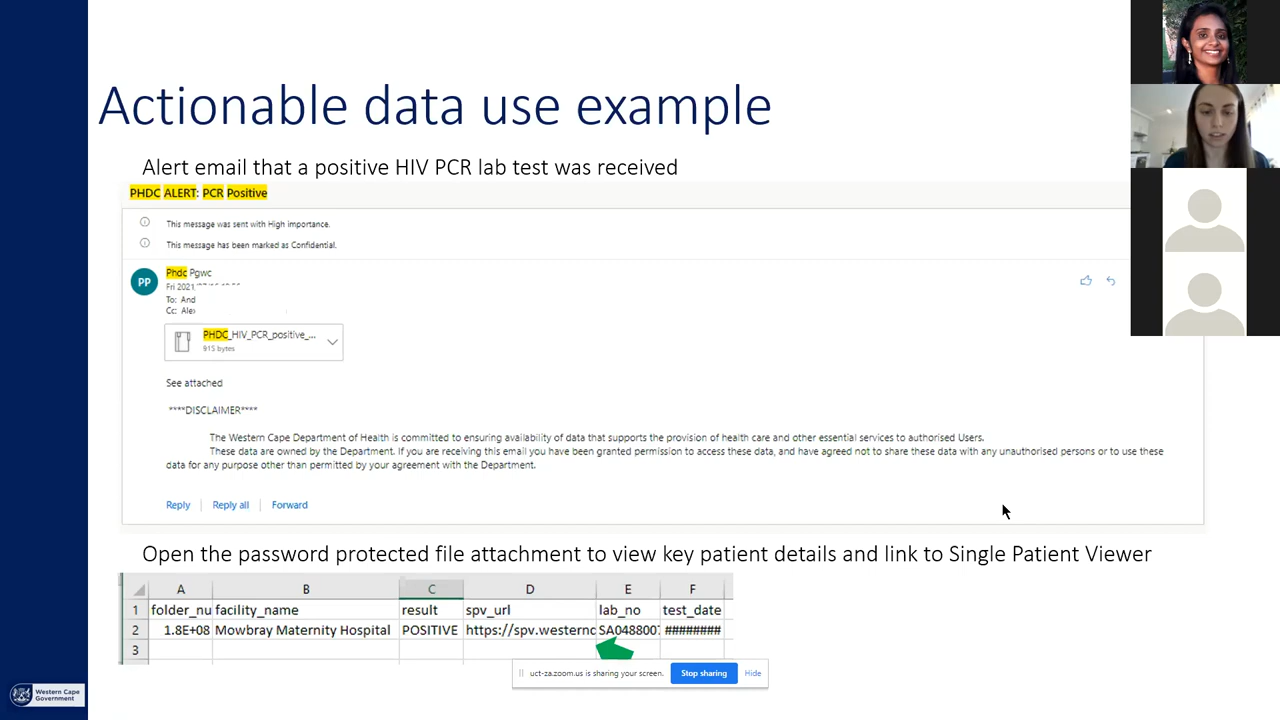 Actionable data use example
Alert email that a positive HIV PCR lab test was received
PHDC ALERT: PCR Positive
This message was sent with High importance.
This message has been marked as Confidential.
PP
Phdc Pgwc
Fri 2021
To: And
Cc: Ale
PHDC_HIV_PCR_positive_...
915 bytes
See attached
****DISCLAIMER****
The Western Cape Department of Health is committed to ensuring availability of data that supports the provision of health care and other essential services to authorised Users.
These data are owned by the Department. If you are receiving this email you have been granted permission to access these data, and have agreed not to share these data with any unauthorised persons or to use these
data for any purpose other than permitted by your agreement with the Department.
Reply Reply all Forward
Open the password protected file attachment to view key patient details and link to Single Patient Viewer
A B C D E F
1 folder_nu facility_name result spv_url lab_no test_date
2 1.8E+08 Mowbray Maternity Hospital POSITIVE https://spv.westernc SA0488007 ########
3
uct-za.zoom.us is sharing your screen. Stop sharing Hide
Western Cape
Government